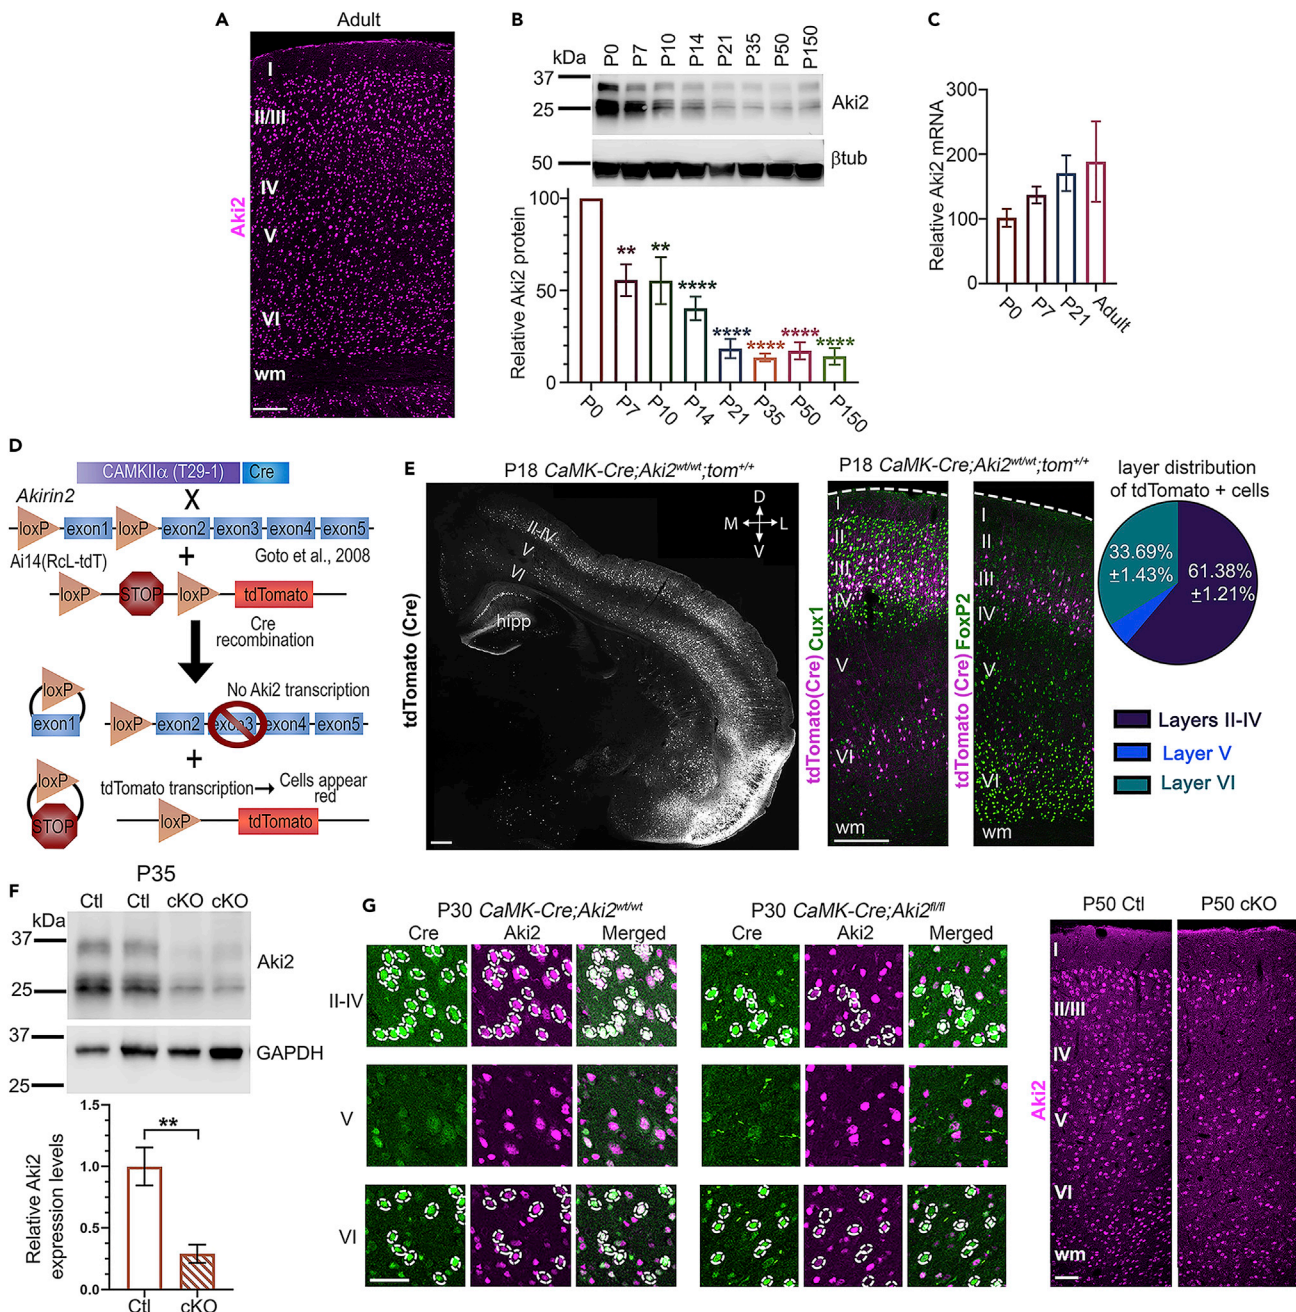 A
Adult
I
II/III
IV
V
VI
wm
Aki2
B
kDa
P0 P7 P10 P14 P21 P35 P50 P150
37
25
Aki2
50
βtub
Relative Aki2 protein
100
50
0
**
**
****
****
****
****
****
P0 P7 P10 P14 P21 P35 P50 P150
C
Relative Aki2 mRNA
300
200
100
0
P0 P7 P21 Adult
D
CAMKIIα (T29-1) Cre
X
Akirin2
loxP exon1 loxP exon2 exon3 exon4 exon5
+
Goto et al., 2008
Ai14(RcL-tdT)
loxP STOP loxP tdTomato
Cre
recombination
No Aki2 transcription
loxP
exon1
loxP exon2 exon3 exon4 exon5
+
tdTomato transcription Cells appear
red
loxP
STOP
loxP tdTomato
E
P18 CaMK-Cre;Aki2wt/wt;tom+/+
tdTomato (Cre)
D
M L
V
II-IV
V
VI
hipp
P18 CaMK-Cre;Aki2wt/wt;tom+/+
tdTomato(Cre) Cux1
I
II
III
IV
V
VI
wm
tdTomato (Cre) FoxP2
I
II
III
IV
V
VI
wm
layer distribution
of tdTomato + cells
33.69%
±1.43%
61.38%
±1.21%
Layers II-IV
Layer V
Layer VI
F
P35
Ctl Ctl cKO cKO
kDa
37
25
Aki2
37
25
GAPDH
Relative Aki2
expression levels
1.5
1.0
0.5
0.0
**
Ctl cKO
G
P30 CaMK-Cre;Aki2wt/wt
Cre Aki2 Merged
P30 CaMK-Cre;Aki2fl/fl
Cre Aki2 Merged
II-IV
V
VI
P50 Ctl P50 cKO
Aki2
I
II/III
IV
V
VI
wm